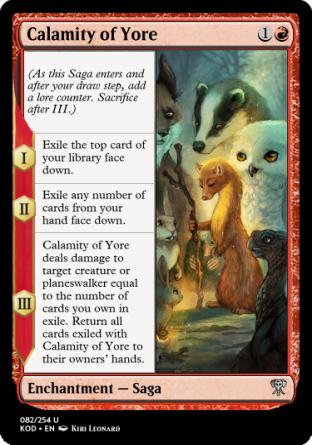 Calamity of Yore
1
(As this Saga enters and
after your draw step, add
a lore counter. Sacrifice
after III.)
I
Exile the top card of
your library face
down.
II
Exile any number of
cards from your
hand face down.
III
Calamity of Yore
deals damage to
target creature or
planeswalker equal
to the number of
cards you own in
exile. Return all
cards exiled with
Calamity of Yore to
their owners' hands.
Enchantment — Saga
082/254 U
KOD • EN Kiri Leonard